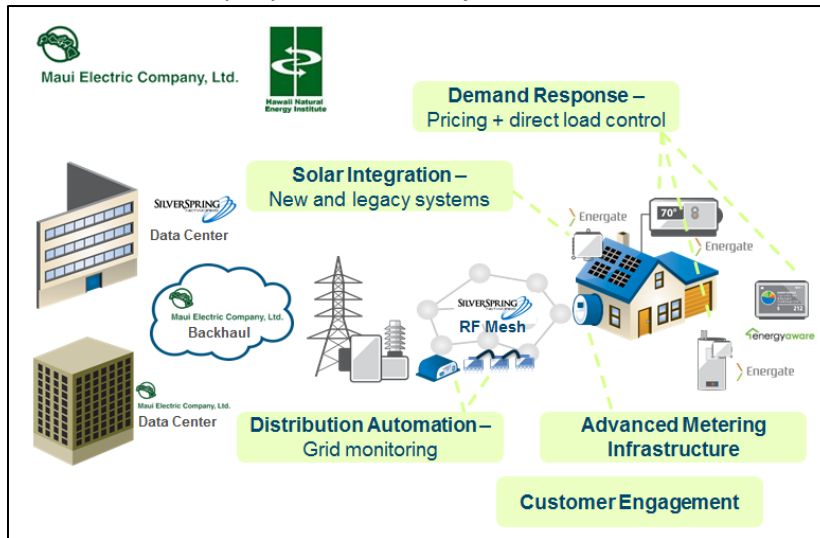 Maui Electric Company, Ltd.
Hawaii Natural
Energy Institute
Demand Response –
Pricing + direct load control
Solar Integration –
New and legacy systems
SILVERSPRING
Data Center
Energate
70°
8
Energate
Maui Electric Company, Ltd.
Backhaul
SILVERSPRING
RF Mesh
212
energyaware
Energate
Maui Electric Company, Ltd.
Data Center
Distribution Automation –
Grid monitoring
Advanced Metering
Infrastructure
Customer Engagement